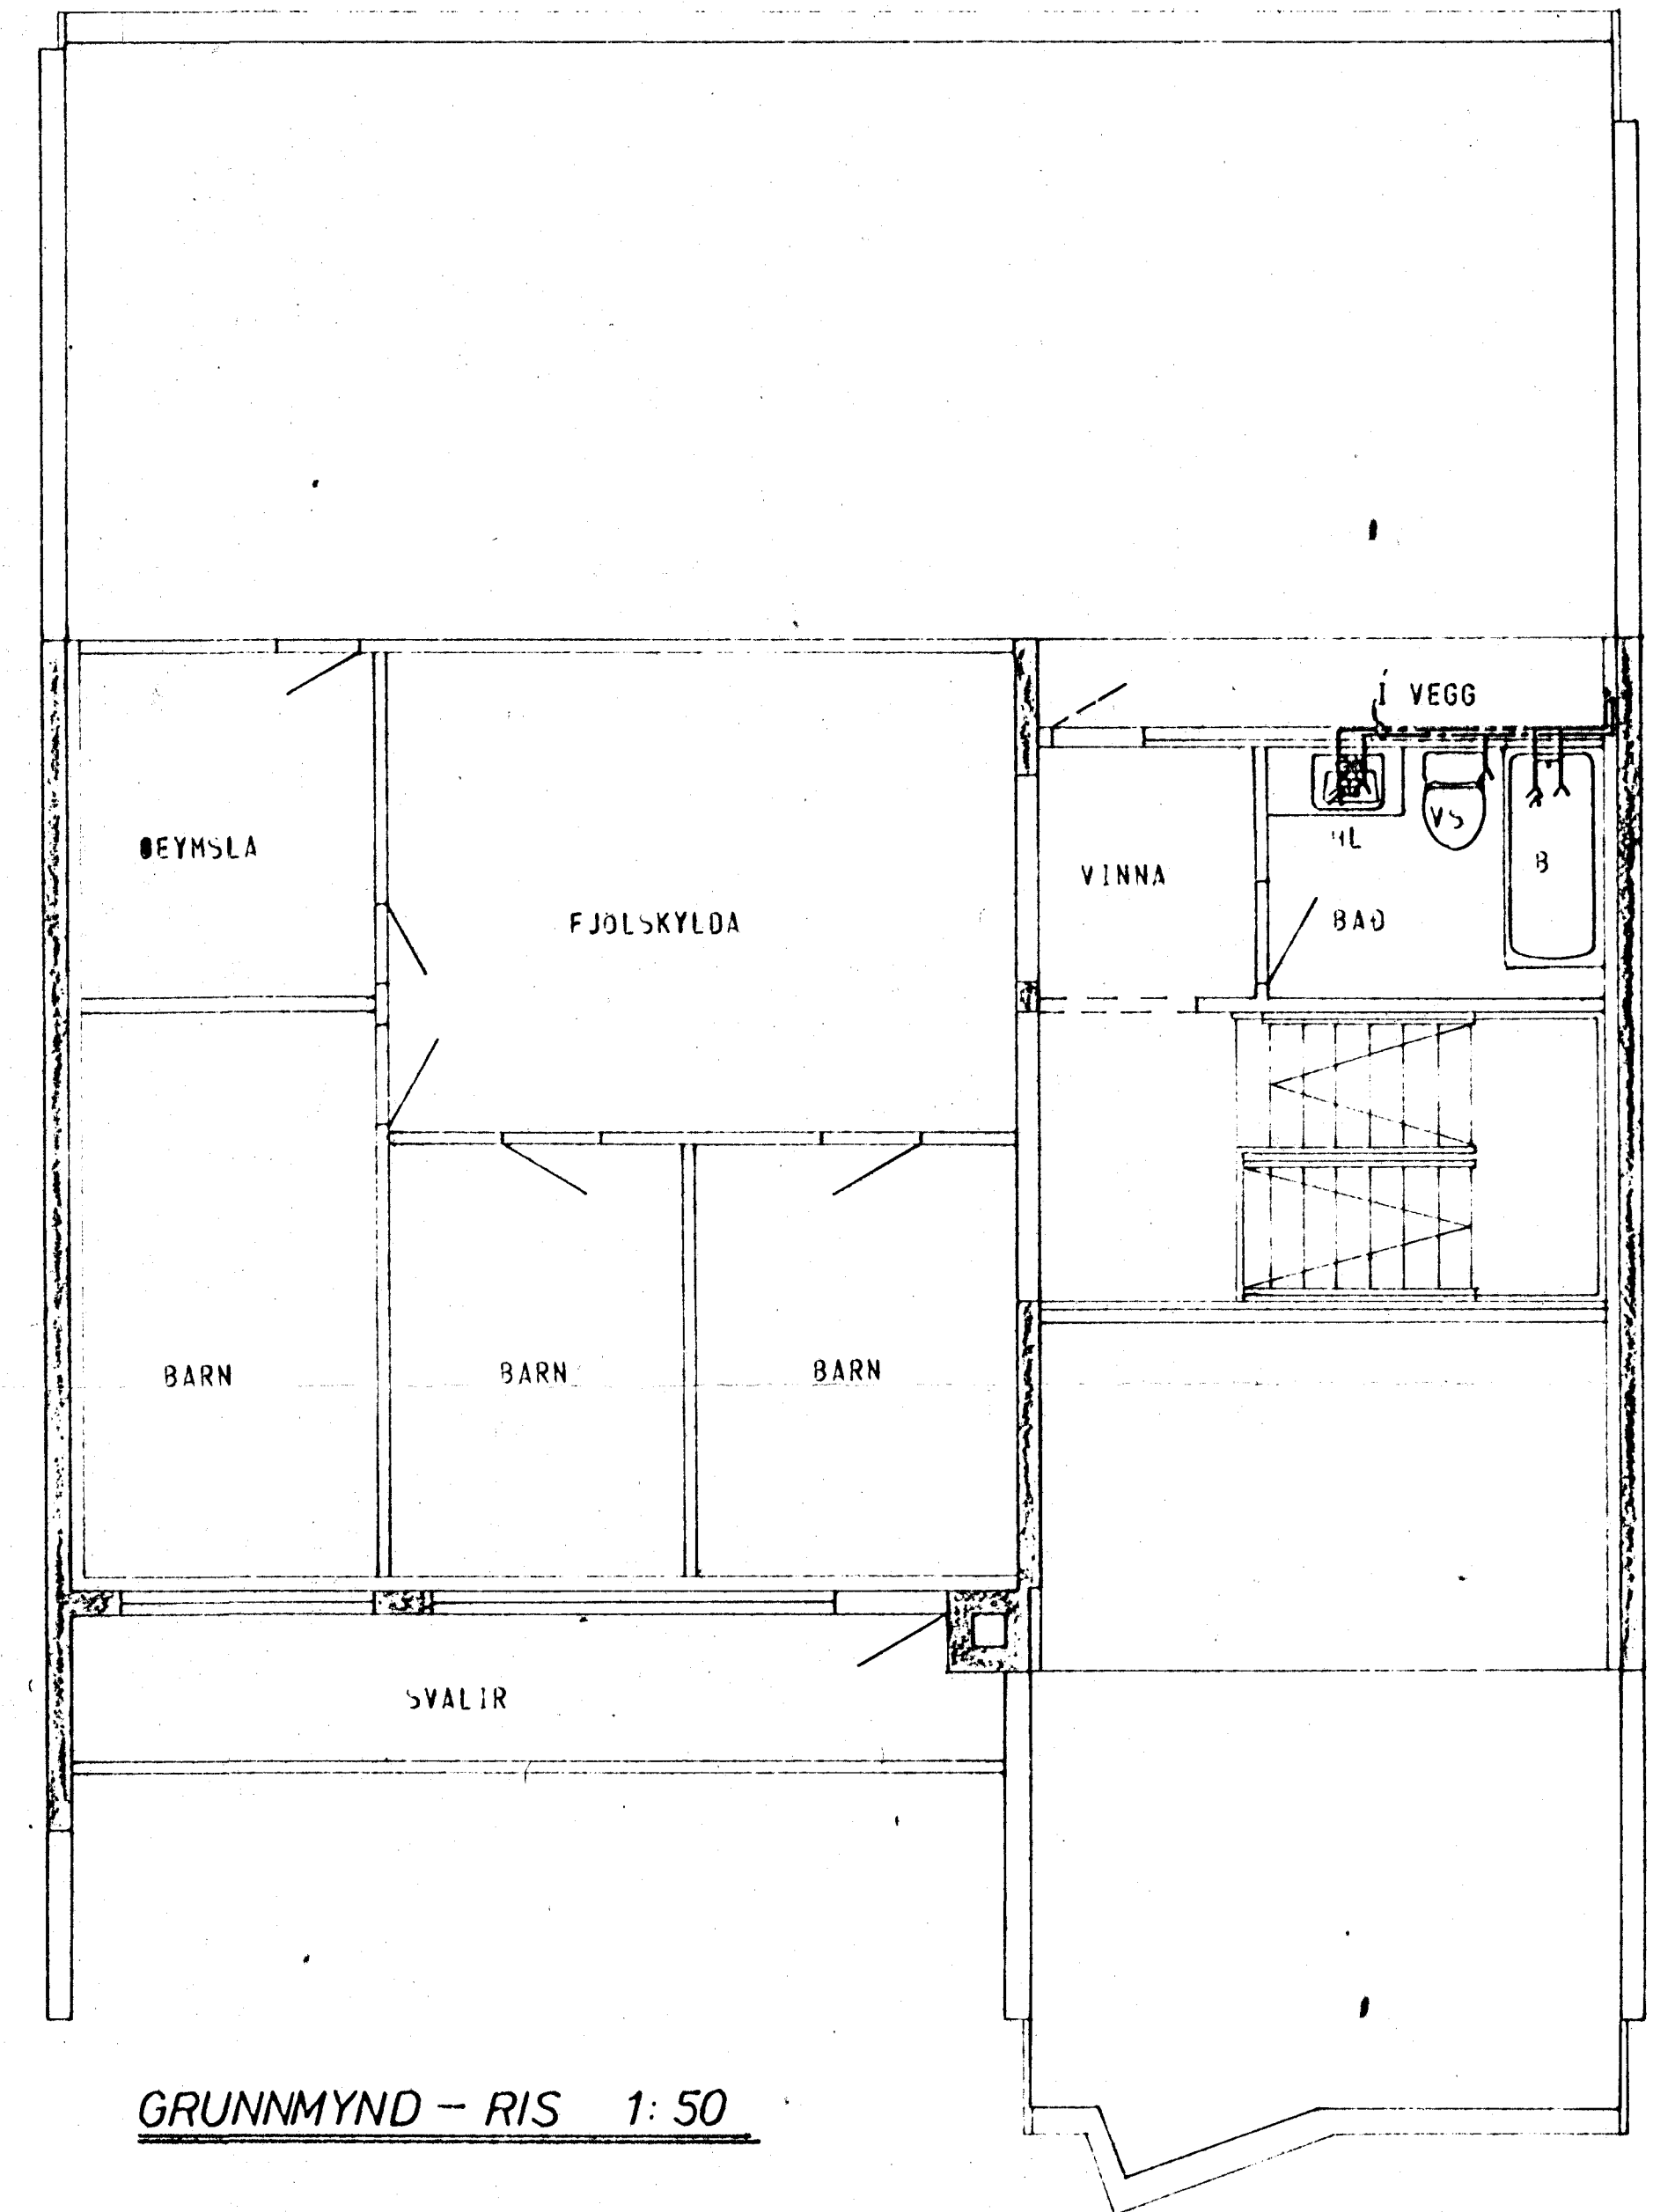 Í VEGG
GEYMSLA
VS
HL
B
VINNA
FJÖLSKYLDA
BAÐ
BARN
BARN
BARN
SVALIR
GRUNNMYND – RIS 1:50